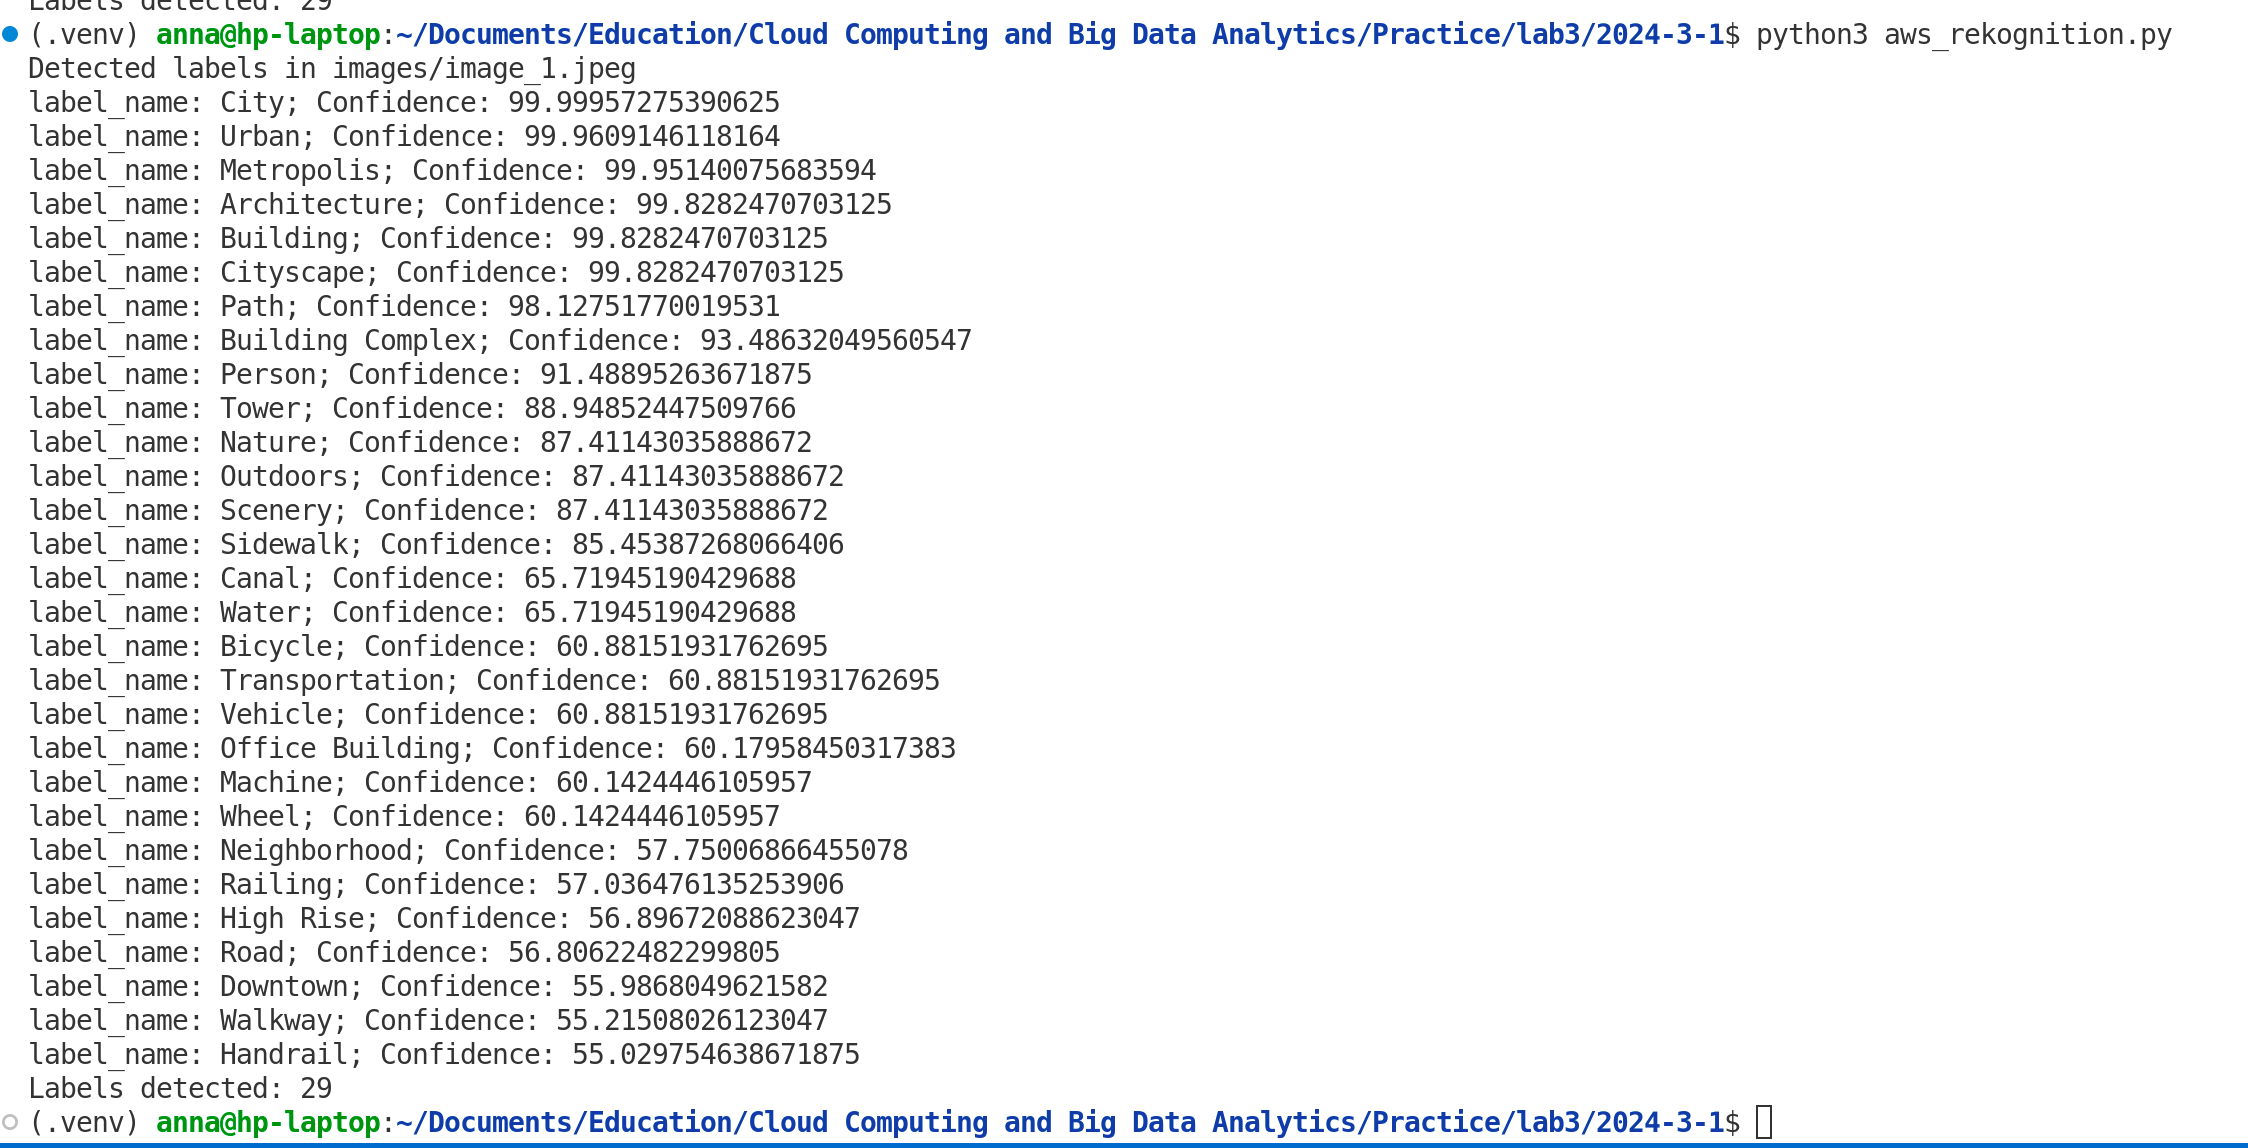 Labels detected: 29
(.venv) anna@hp-laptop:~/Documents/Education/Cloud Computing and Big Data Analytics/Practice/lab3/2024-3-1$ python3 aws_rekognition.py
Detected labels in images/image_1.jpeg
label_name: City; Confidence: 99.99957275390625
label_name: Urban; Confidence: 99.9609146118164
label_name: Metropolis; Confidence: 99.95140075683594
label_name: Architecture; Confidence: 99.8282470703125
label_name: Building; Confidence: 99.8282470703125
label_name: Cityscape; Confidence: 99.8282470703125
label_name: Path; Confidence: 98.12751770019531
label_name: Building Complex; Confidence: 93.48632049560547
label_name: Person; Confidence: 91.48895263671875
label_name: Tower; Confidence: 88.94852447509766
label_name: Nature; Confidence: 87.41143035888672
label_name: Outdoors; Confidence: 87.41143035888672
label_name: Scenery; Confidence: 87.41143035888672
label_name: Sidewalk; Confidence: 85.45387268066406
label_name: Canal; Confidence: 65.71945190429688
label_name: Water; Confidence: 65.71945190429688
label_name: Bicycle; Confidence: 60.88151931762695
label_name: Transportation; Confidence: 60.88151931762695
label_name: Vehicle; Confidence: 60.88151931762695
label_name: Office Building; Confidence: 60.17958450317383
label_name: Machine; Confidence: 60.1424446105957
label_name: Wheel; Confidence: 60.1424446105957
label_name: Neighborhood; Confidence: 57.75006866455078
label_name: Railing; Confidence: 57.036476135253906
label_name: High Rise; Confidence: 56.89672088623047
label_name: Road; Confidence: 56.80622482299805
label_name: Downtown; Confidence: 55.9868049621582
label_name: Walkway; Confidence: 55.21508026123047
label_name: Handrail; Confidence: 55.029754638671875
Labels detected: 29
(.venv) anna@hp-laptop:~/Documents/Education/Cloud Computing and Big Data Analytics/Practice/lab3/2024-3-1$